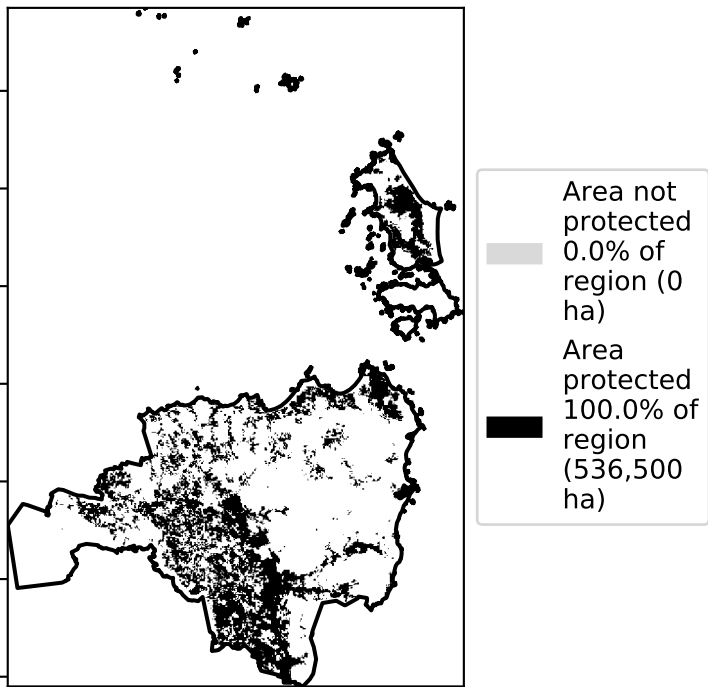 Area not
protected
0.0% of
region (0
ha)
Area
protected
100.0% of
region
(536,500
ha)